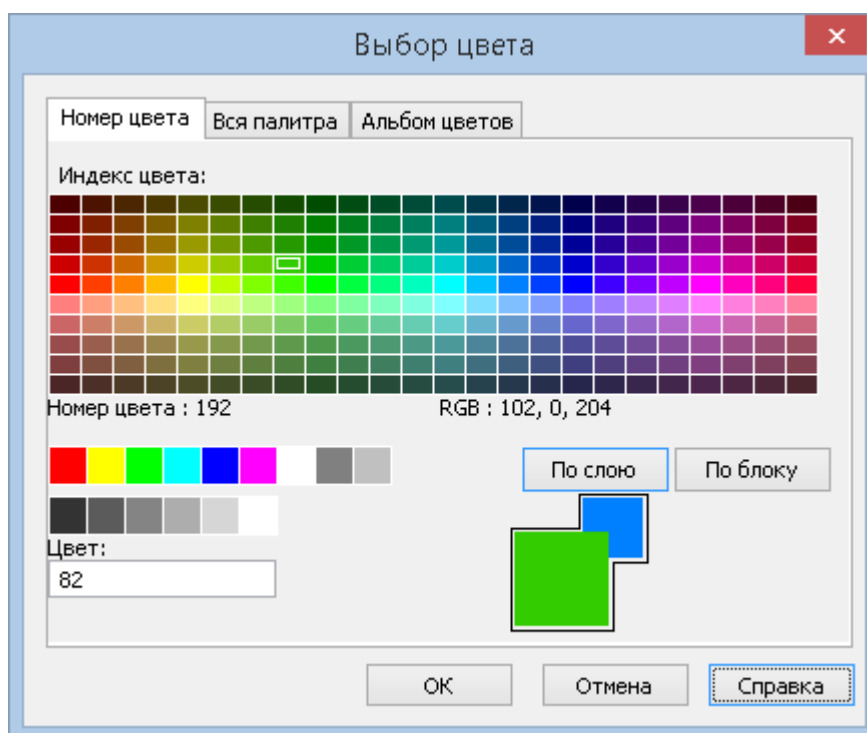 Выбор цвета
Номер цвета Вся палитра Альбом цветов
Индекс цвета:
Номер цвета : 192 RGB : 102, 0, 204
По слою По блоку
Цвет:
82
ОК Отмена Справка